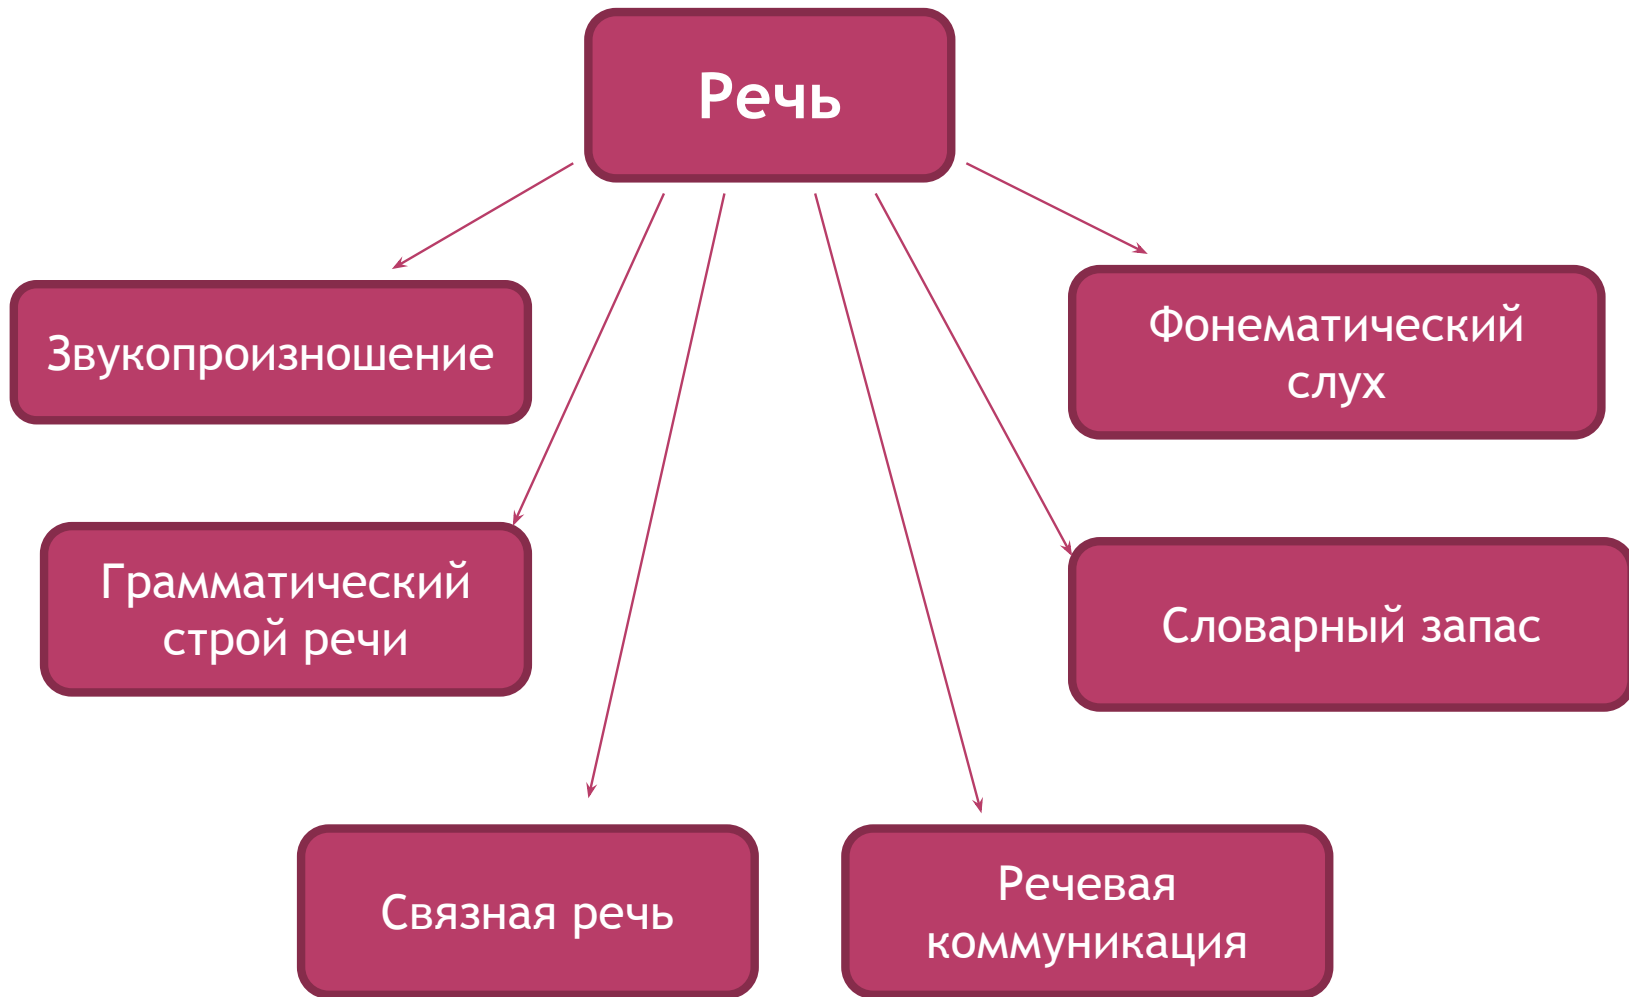 Речь
Звукопроизношение
Фонематический
слух
Грамматический
строй речи
Словарный запас
Связная речь
Речевая
коммуникация